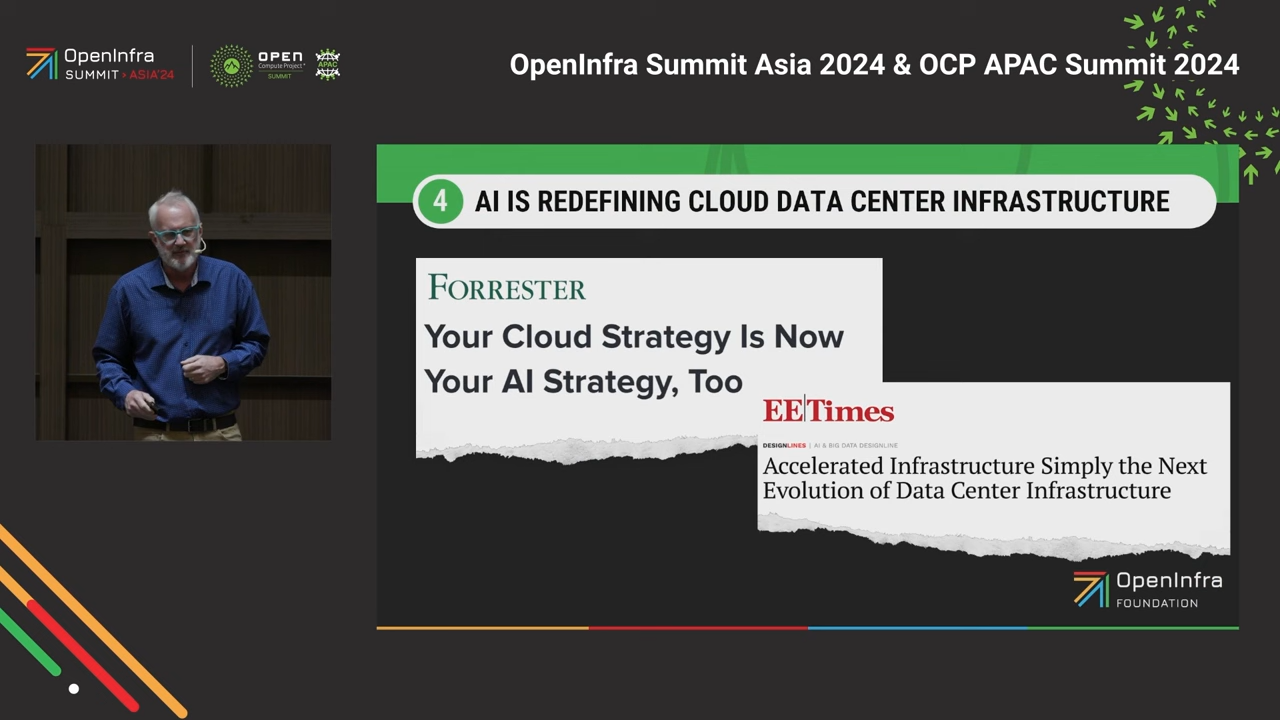 OpenInfra
SUMMIT ASIA'24
OPEN
Compute Project®
SUMMIT
APAC
OpenInfra Summit Asia 2024 & OCP APAC Summit 2024
4
AI IS REDEFINING CLOUD DATA CENTER INFRASTRUCTURE
FORRESTER
Your Cloud Strategy Is Now
Your AI Strategy, Too
EE|Times
DESIGNLINES | AI & BIG DATA DESIGNLINE
Accelerated Infrastructure Simply the Next
Evolution of Data Center Infrastructure
OpenInfra
FOUNDATION